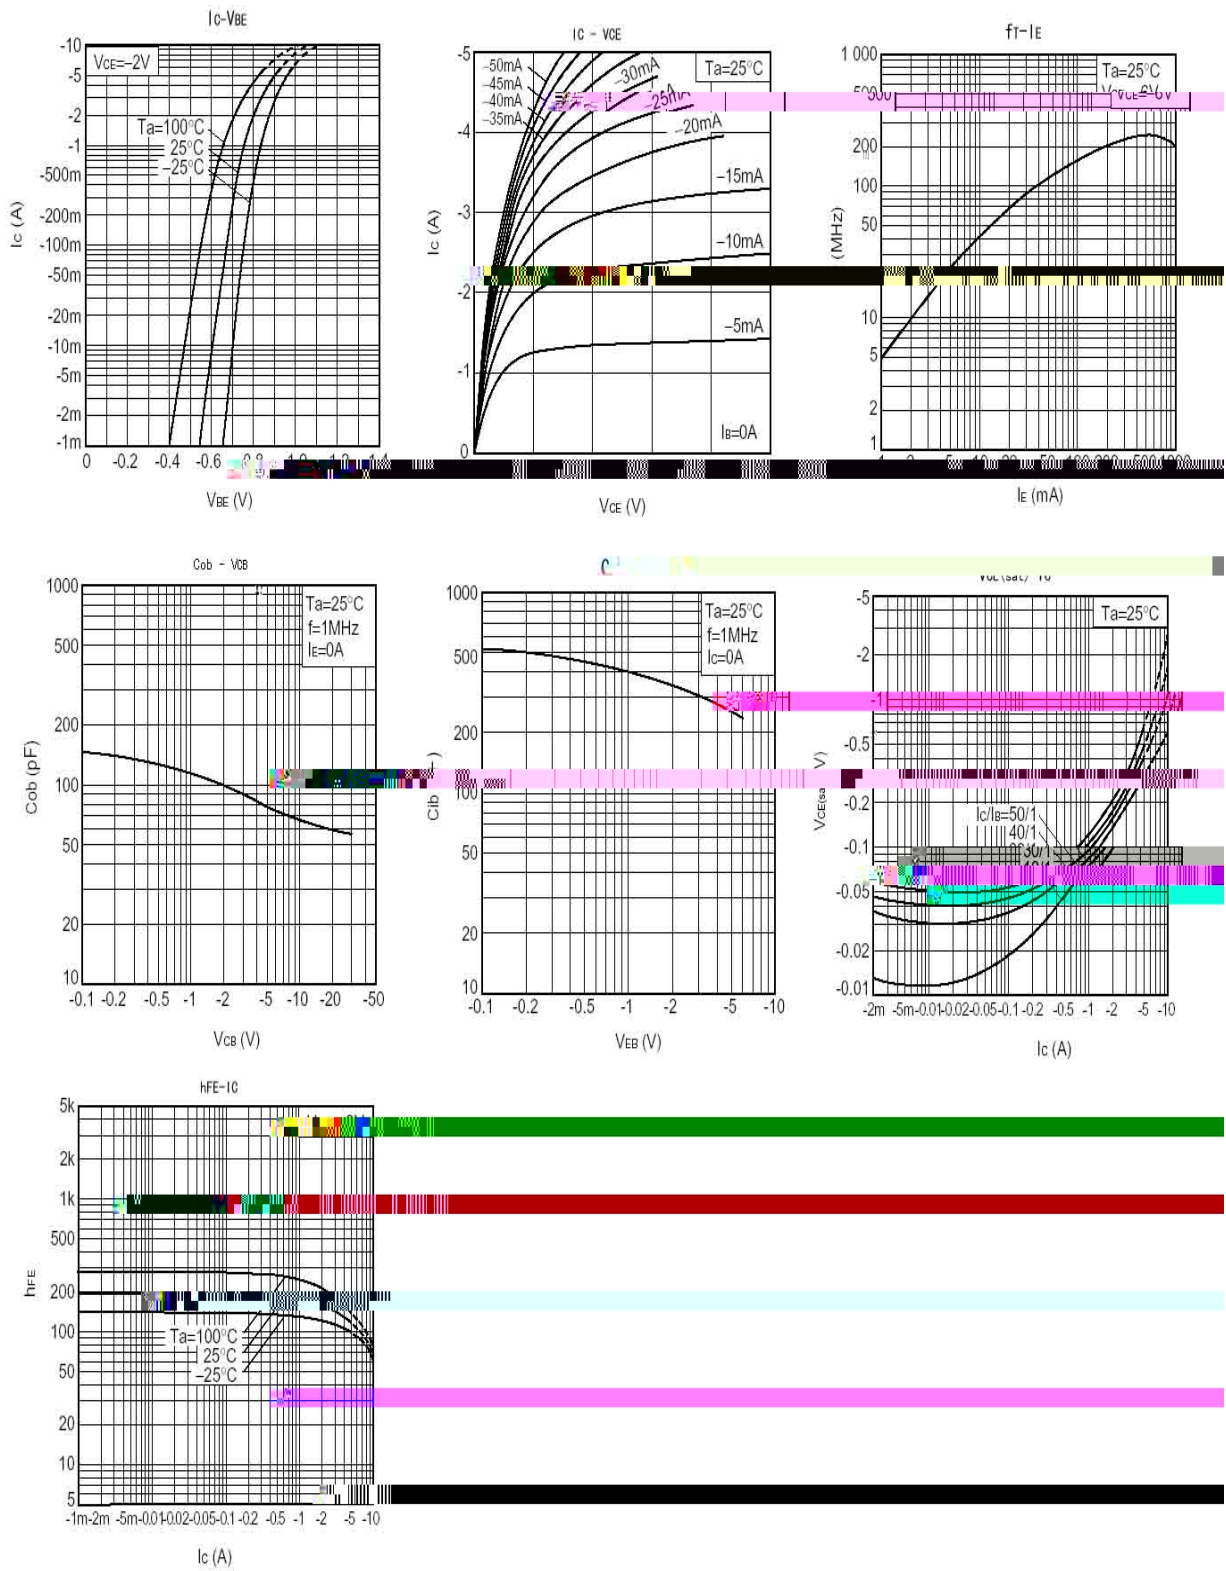 Ic-VBE
-10
-5
-2
-1
-500m
-200m
-100m
-50m
-20m
-10m
-5m
-2m
-1m
VCE=–2V
Ta=100°C
25°C
–25°C
Ic (A)
0 -0.2 -0.4 -0.6
VBE (V)
IC - VCE
-5
-4
-3
-2
-1
0
–50mA
–45mA
–40mA
–35mA
–30mA
–25mA
–20mA
–15mA
–10mA
–5mA
IB=0A
Ta=25°C
Ic (A)
VCE (V)
fT-IE
1 000
200
100
50
10
5
2
1
Ta=25°C
(MHz)
IE (mA)
Cob - VCB
1000
500
200
100
50
20
10
Ta=25°C
f=1MHz
IE=0A
Cob (pF)
-0.1 -0.2 -0.5 -1 -2 -5 -10 -20 -50
VCB (V)
1000
500
200
100
50
20
10
Ta=25°C
f=1MHz
Ic=0A
Cib
-0.1 -0.2 -0.5 -1 -2 -5 -10
VEB (V)
-5
-2
-1
-0.5
-0.2
-0.1
-0.05
-0.02
-0.01
Ta=25°C
Ic/IB=50/1
40/1
-2m -5m-0.01-0.02-0.05-0.1 -0.2 -0.5 -1 -2 -5 -10
Ic (A)
hFE-IC
5k
2k
1k
500
200
100
50
20
10
5
hFE
Ta=100°C
25°C
–25°C
-1m-2m -5m-0.01-0.02-0.05-0.1 -0.2 -0.5 -1 -2 -5 -10
Ic (A)